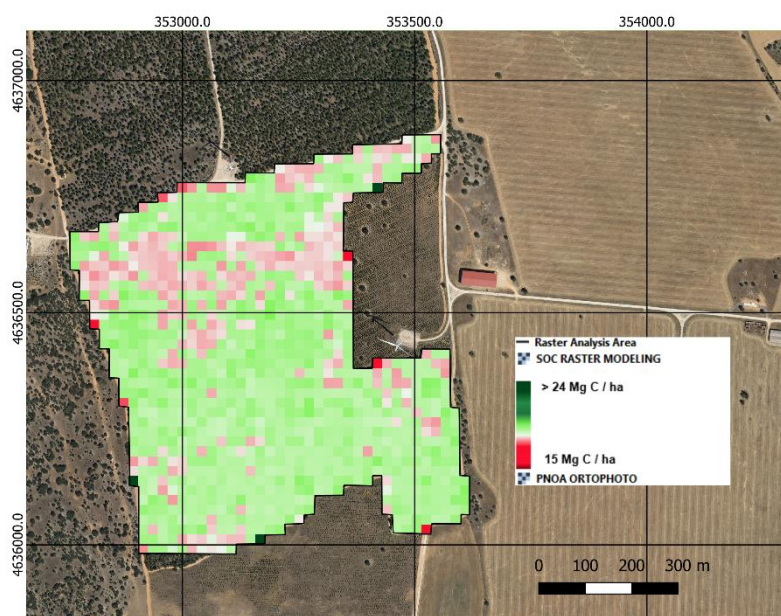 353000.0
353500.0
354000.0
4637000.0
4636500.0
4636000.0
Raster Analysis Area
SOC RASTER MODELING
> 24 Mg C / ha
15 Mg C / ha
PNOA ORTOPHOTO
0 100 200 300 m